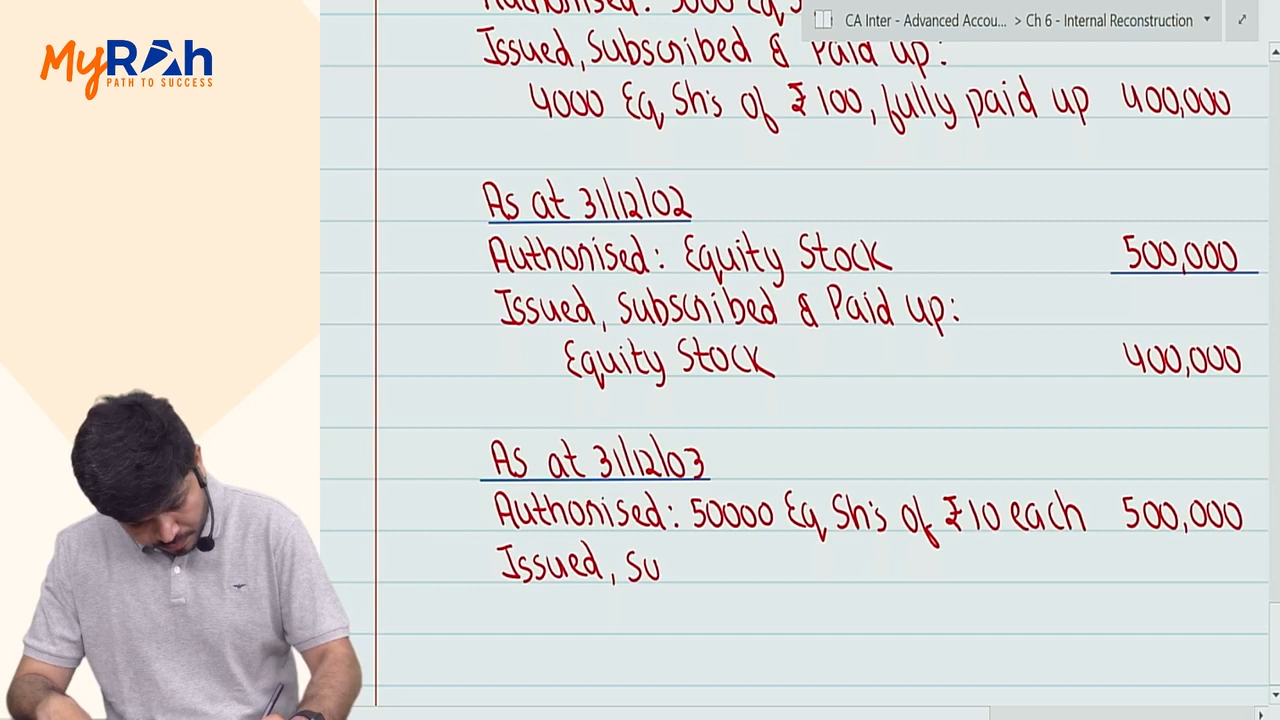 MyRAh
PATH TO SUCCESS
CA Inter - Advanced Accou... > Ch 6 - Internal Reconstruction
Authorised: 5000 Eq S
Issued, Subscribed & Paid up:
4000 Eq Sh's of ₹ 100, fully paid up 400,000
As at 31/12/02
Authorised: Equity Stock 500,000
Issued, Subscribed & Paid up:
Equity Stock 400,000
As at 31/12/03
Authorised: 50000 Eq Sh's of ₹ 10 each 500,000
Issued, Su